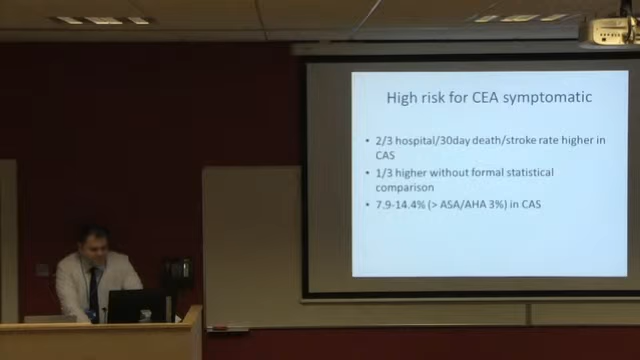 High risk for CEA symptomatic
• 2/3 hospital/30day death/stroke rate higher in
CAS
• 1/3 higher without formal statistical
comparison
• 7.9-14.4% (> ASA/AHA 3%) in CAS